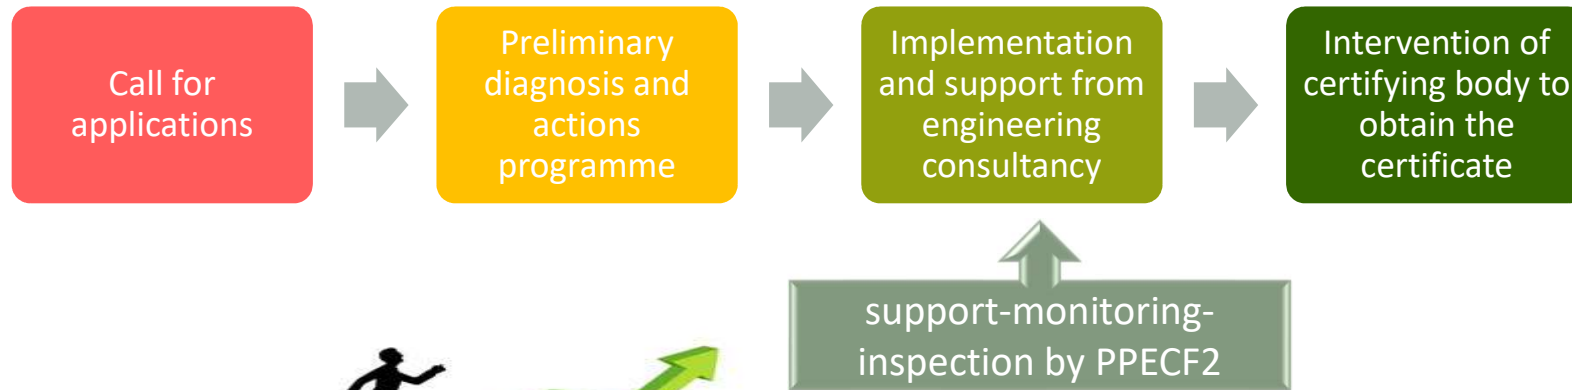 Call for
applications
Preliminary
diagnosis and
actions
programme
Implementation
and support from
engineering
consultancy
Intervention of
certifying body to
obtain the
certificate
support-monitoring-
inspection by PPECF2